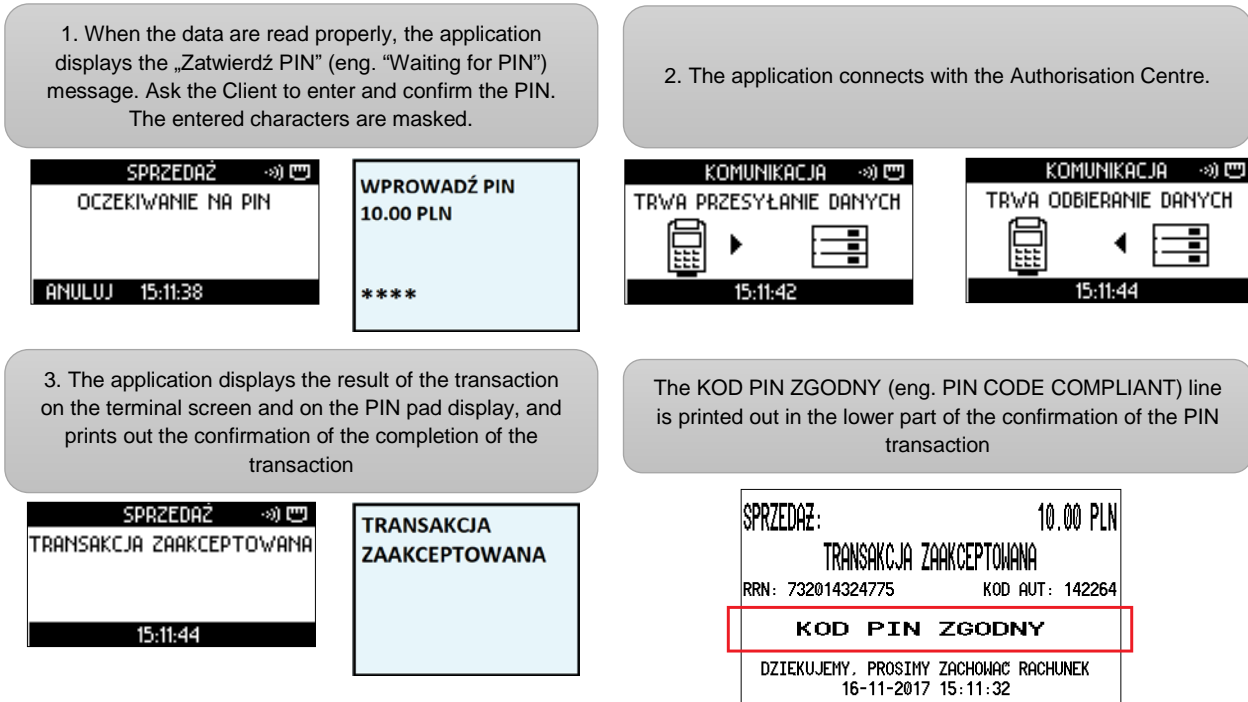 1. When the data are read properly, the application
displays the „Zatwierdź PIN” (eng. “Waiting for PIN”)
message. Ask the Client to enter and confirm the PIN.
The entered characters are masked.
2. The application connects with the Authorisation Centre.
SPRZEDAŻ
OCZEKIWANIE NA PIN
ANULUJ 15:11:38
WPROWADŹ PIN
10.00 PLN
****
KOMUNIKACJA
TRWA PRZESYŁANIE DANYCH
15:11:42
KOMUNIKACJA
TRWA ODBIERANIE DANYCH
15:11:44
3. The application displays the result of the transaction
on the terminal screen and on the PIN pad display, and
prints out the confirmation of the completion of the
transaction
The KOD PIN ZGODNY (eng. PIN CODE COMPLIANT) line
is printed out in the lower part of the confirmation of the PIN
transaction
SPRZEDAŻ
TRANSAKCJA ZAAKCEPTOWANA
15:11:44
TRANSAKCJA
ZAAKCEPTOWANA
SPRZEDAŻ: 10.00 PLN
TRANSAKCJA ZAAKCEPTOWANA
RRN: 732014324775 KOD AUT: 142264
KOD PIN ZGODNY
DZIĘKUJEMY, PROSIMY ZACHOWAĆ RACHUNEK
16-11-2017 15:11:32